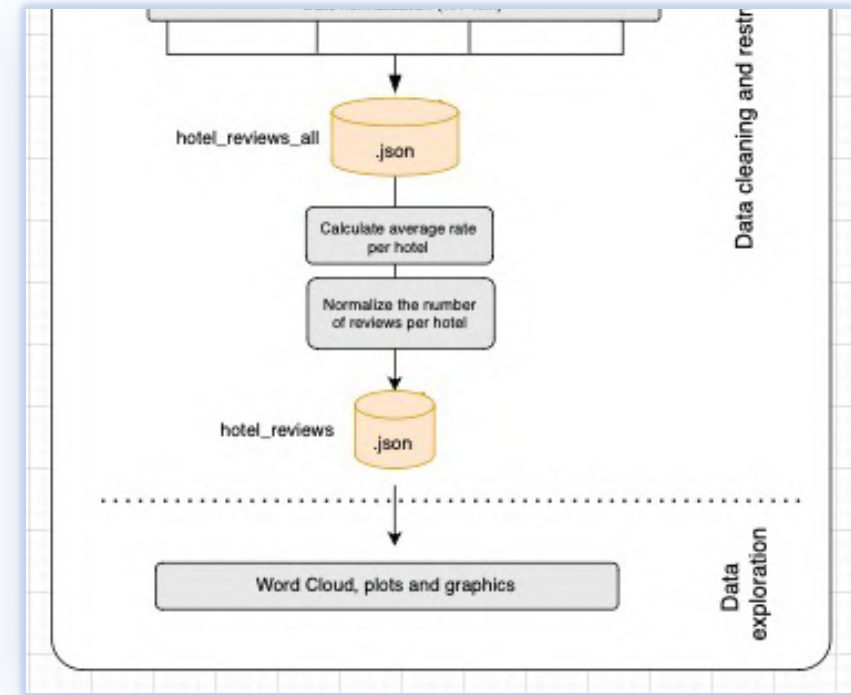 hotel_reviews_all
.json
Calculate average rate
per hotel
Normalize the number
of reviews per hotel
hotel_reviews
.json
Word Cloud, plots and graphics
Data cleaning and restr
Data
exploration